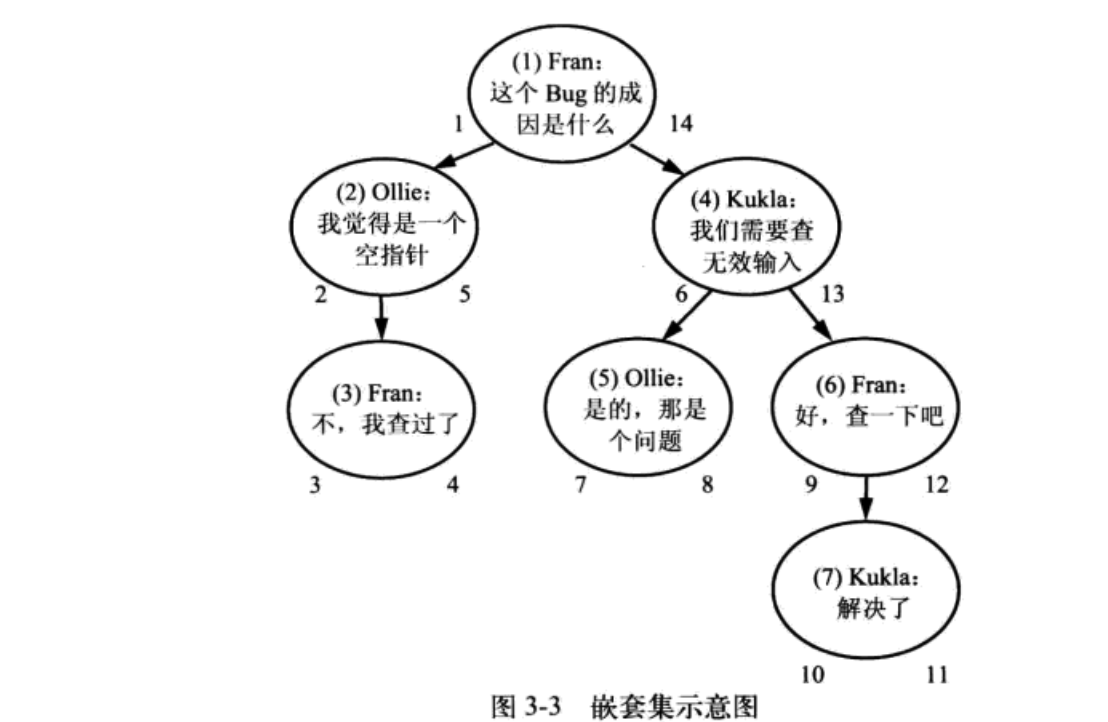 (1) Fran：
这个 Bug 的成
因是什么
1
14
(2) Ollie：
我觉得是一个
空指针
2
5
(4) Kukla：
我们需要查
无效输入
6
13
(3) Fran：
不，我查过了
3
4
(5) Ollie：
是的，那是
个问题
7
8
(6) Fran：
好，查一下吧
9
12
(7) Kukla：
解决了
10
11
图 3-3 嵌套集示意图